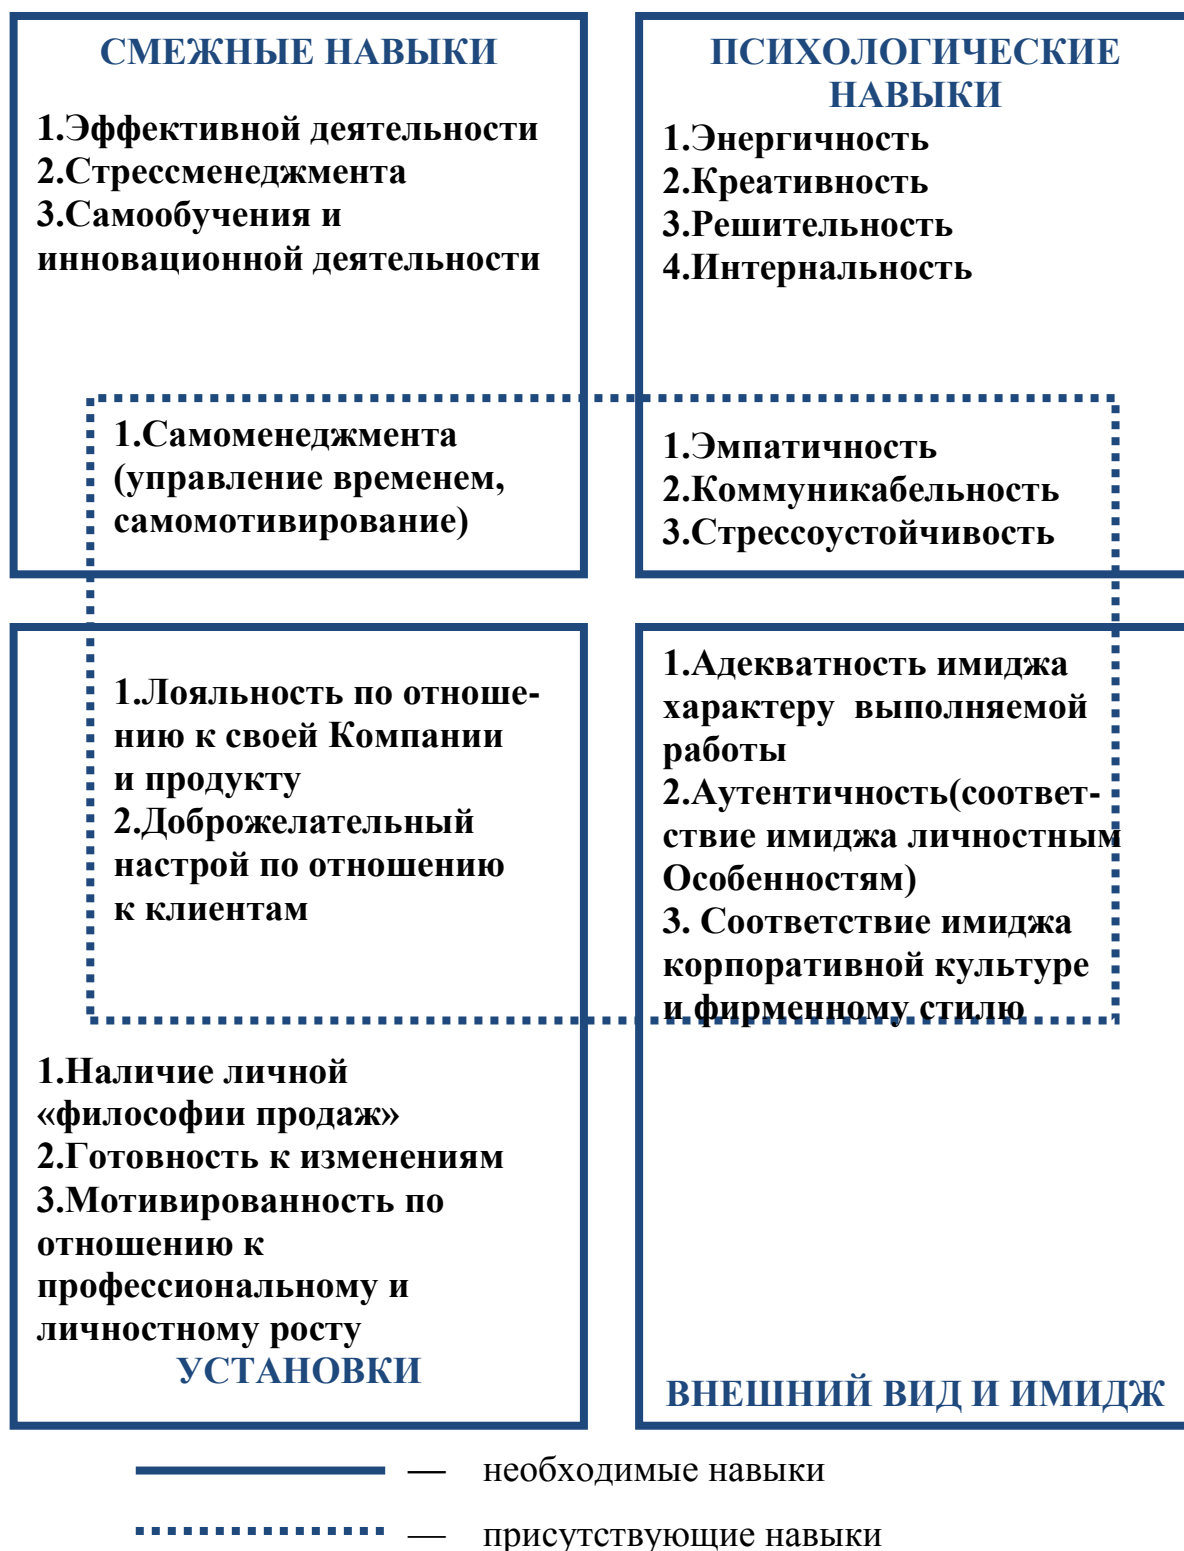 СМЕЖНЫЕ НАВЫКИ
1.Эффективной деятельности
2.Стрессменеджмента
3.Самообучения и
инновационной деятельности
1.Самоменеджмента
(управление временем,
самомотивирование)
ПСИХОЛОГИЧЕСКИЕ
НАВЫКИ
1.Энергичность
2.Креативность
3.Решительность
4.Интернальность
1.Эмпатичность
2.Коммуникабельность
3.Стрессоустойчивость
1.Лояльность по отноше-
нию к своей Компании
и продукту
2.Доброжелательный
настрой по отношению
к клиентам
1.Наличие личной
«философии продаж»
2.Готовность к изменениям
3.Мотивированность по
отношению к
профессиональному и
личностному росту
УСТАНОВКИ
1.Адекватность имиджа
характеру выполняемой
работы
2.Аутентичность(соответ-
ствие имиджа личностным
Особенностям)
3. Соответствие имиджа
корпоративной культуре
и фирменному стилю
ВНЕШНИЙ ВИД И ИМИДЖ
— необходимые навыки
— присутствующие навыки